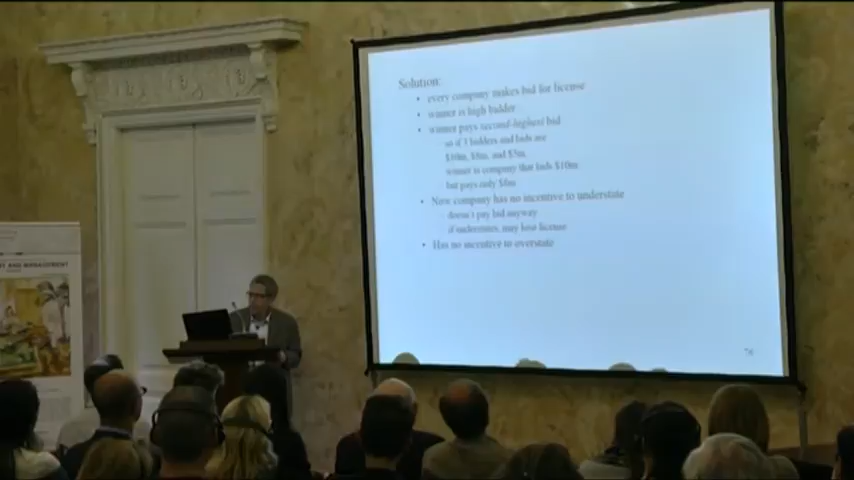 Solution:
• every company makes bid for license
• winner is high bidder
• winner pays second-highest bid
so if 3 bidders and bids are
$10m, $8m, and $5m,
winner is company that bids $10m
but pays only $8m
• Now company has no incentive to understate
- doesn't pay bid anyway
- if understates, may lose license
• Has no incentive to overstate
AND MANAGEMENT